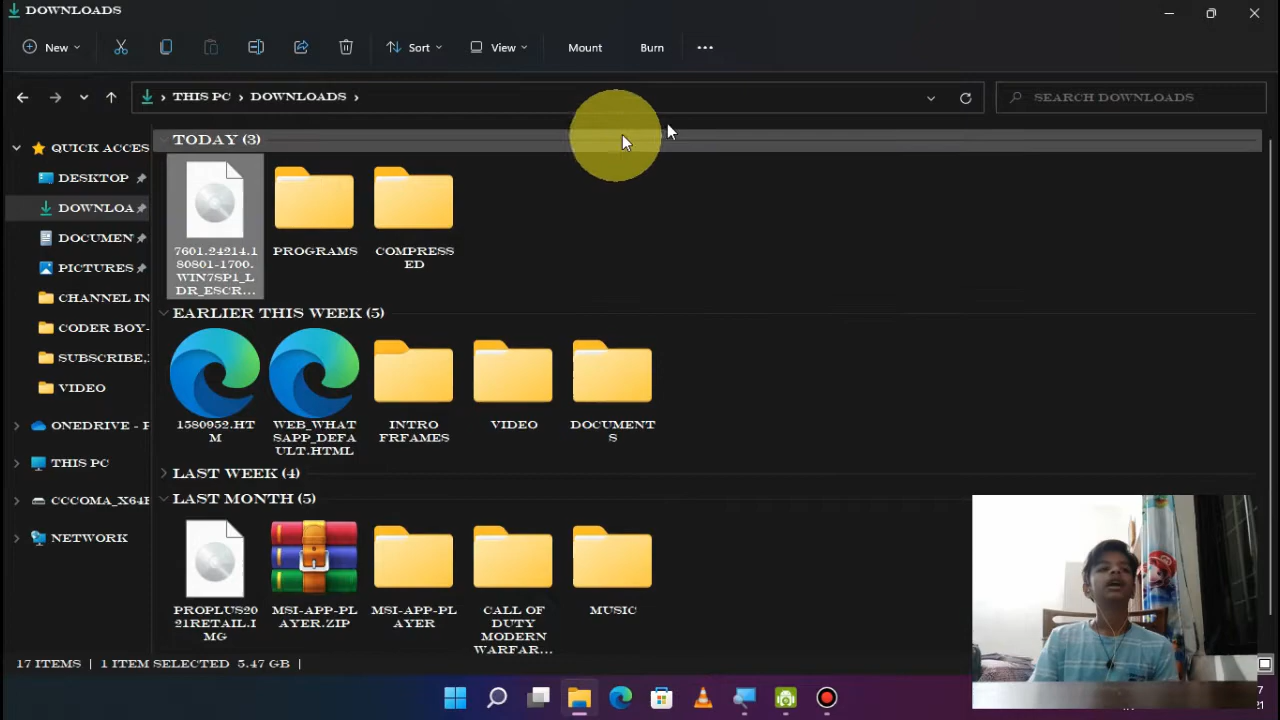 DOWNLOADS
New
Sort
View
Mount
Burn
THIS PC
DOWNLOADS
SEARCH DOWNLOADS
QUICK ACCES
DESKTOP
DOWNLOA
DOCUMEN
PICTURES
CHANNEL IN
CODER BOY-
SUBSCRIBE,
VIDEO
ONEDRIVE - P
THIS PC
CCCOMA_X64F
NETWORK
TODAY (3)
7601.24214.1
80801-1700.
WIN7SP1_L
DR_ESCR...
PROGRAMS
COMPRESS
ED
EARLIER THIS WEEK (5)
1580952.HT
M
WEB_WHAT
SAPP_DEFA
ULT.HTML
INTRO
FRFAMES
VIDEO
DOCUMENT
S
LAST WEEK (4)
LAST MONTH (5)
PROPLUS20
21RETAIL.I
MG
MSI-APP-PL
AYER.ZIP
MSI-APP-PL
AYER
CALL OF
DUTY
MODERN
WARFAR...
MUSIC
17 ITEMS
1 ITEM SELECTED 5.47 GB